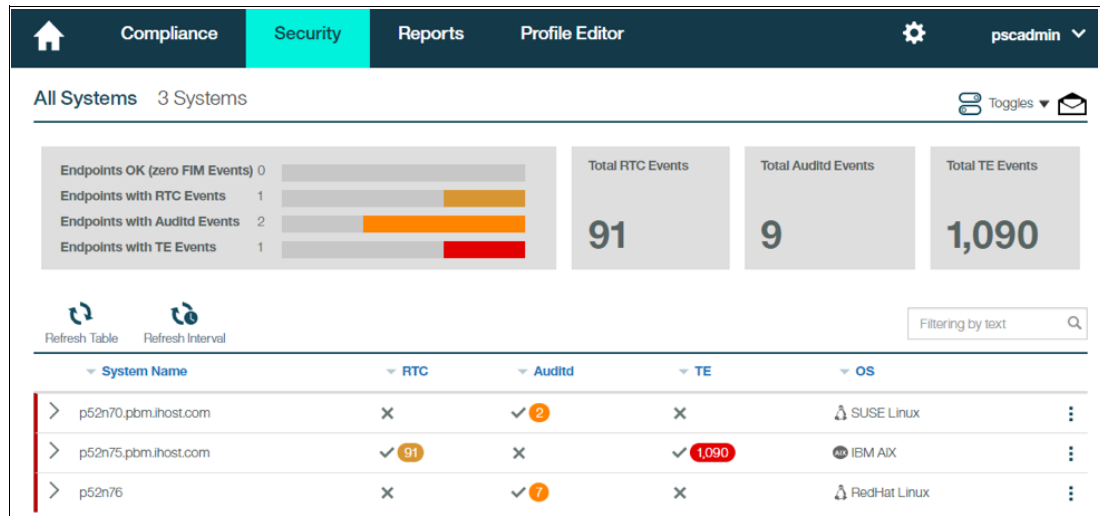 Compliance Security Reports Profile Editor pscadmin
All Systems 3 Systems Toggles
Endpoints OK (zero FIM Events) 0
Endpoints with RTC Events 1
Endpoints with Auditd Events 2
Endpoints with TE Events 1
Total RTC Events
91
Total Auditd Events
9
Total TE Events
1,090
Refresh Table Refresh Interval Filtering by text
System Name RTC Auditd TE OS
p52n70.pbm.ihost.com 2 SUSE Linux
p52n75.pbm.ihost.com 91 1,090 AIX IBM AIX
p52n76 7 RedHat Linux